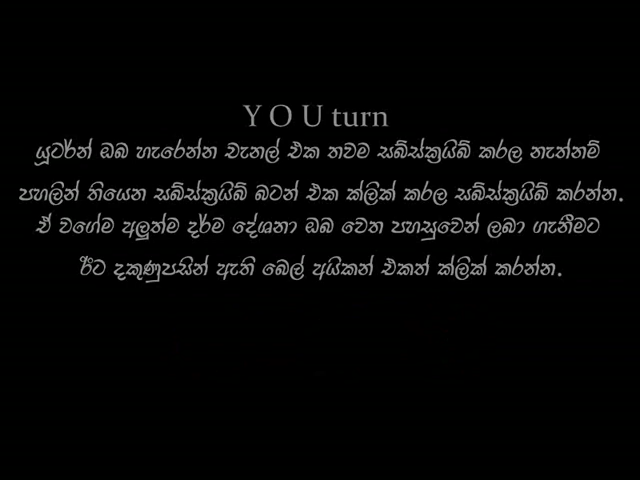 Y O U turn
යූටර්න් ඔබ හැරෙන්න චැනල් එක තවම සබ්ස්ක්‍රයිබ් කරල නැත්නම්
පහලින් තියෙන සබ්ස්ක්‍රයිබ් බටන් එක ක්ලික් කරල සබ්ස්ක්‍රයිබ් කරන්න.
ඒ වගේම අලුත්ම දර්ම දේශනා ඔබ වෙත පහසුවෙන් ලබා ගැනීමට
ඊට දකුණුපසින් ඇති බෙල් අයිකන් එකත් ක්ලික් කරන්න.